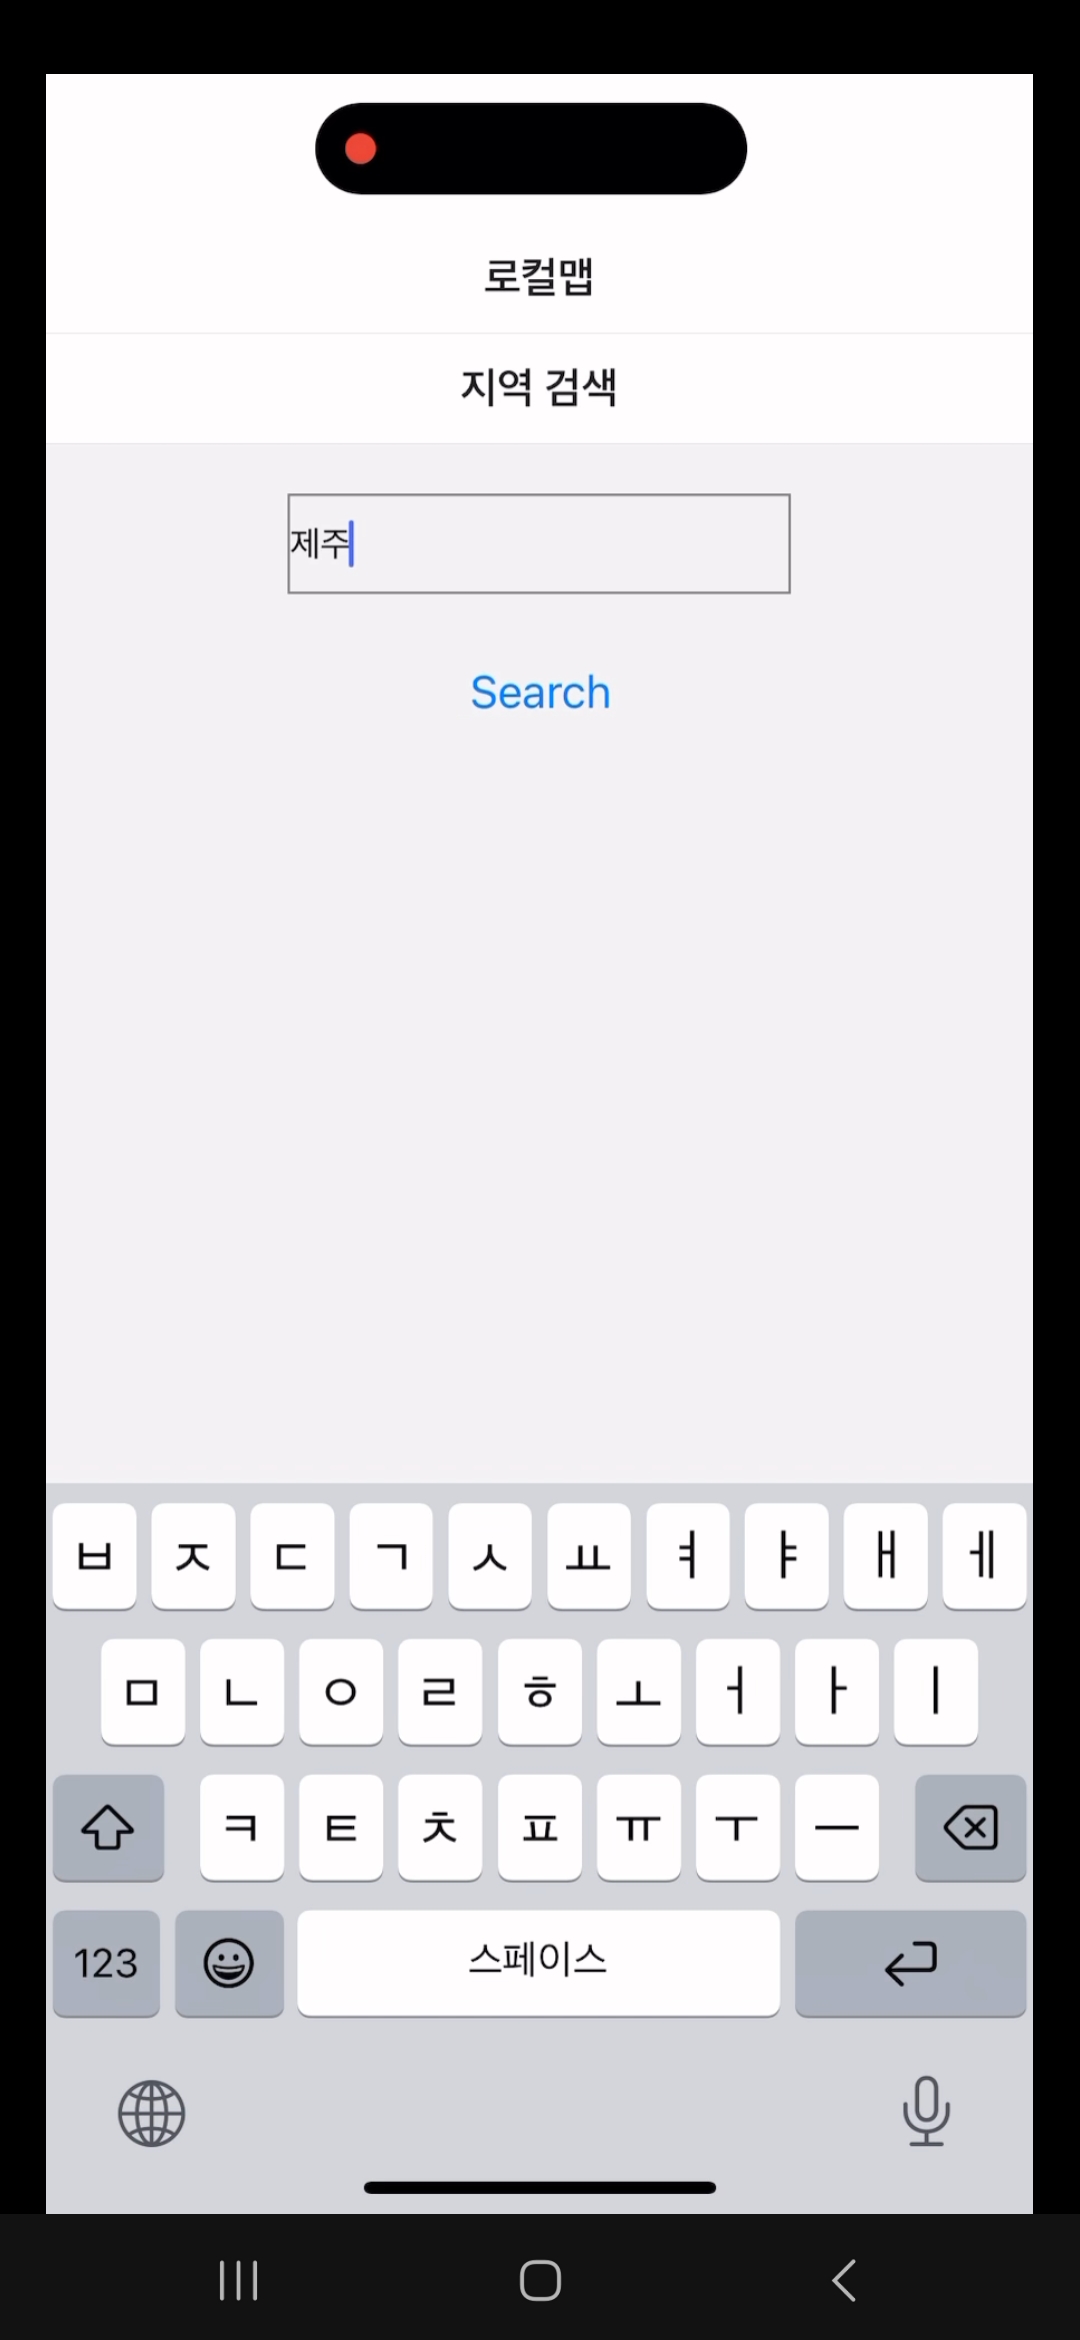 로컬맵
지역 검색
제주
Search
ㅂ ㅈ ㄷ ㄱ ㅅ ㅛ ㅕ ㅑ ㅐ ㅔ
ㅁ ㄴ ㅇ ㄹ ㅎ ㅗ ㅓ ㅏ ㅣ
ㅋ ㅌ ㅊ ㅍ ㅠ ㅜ ㅡ
123 스페이스